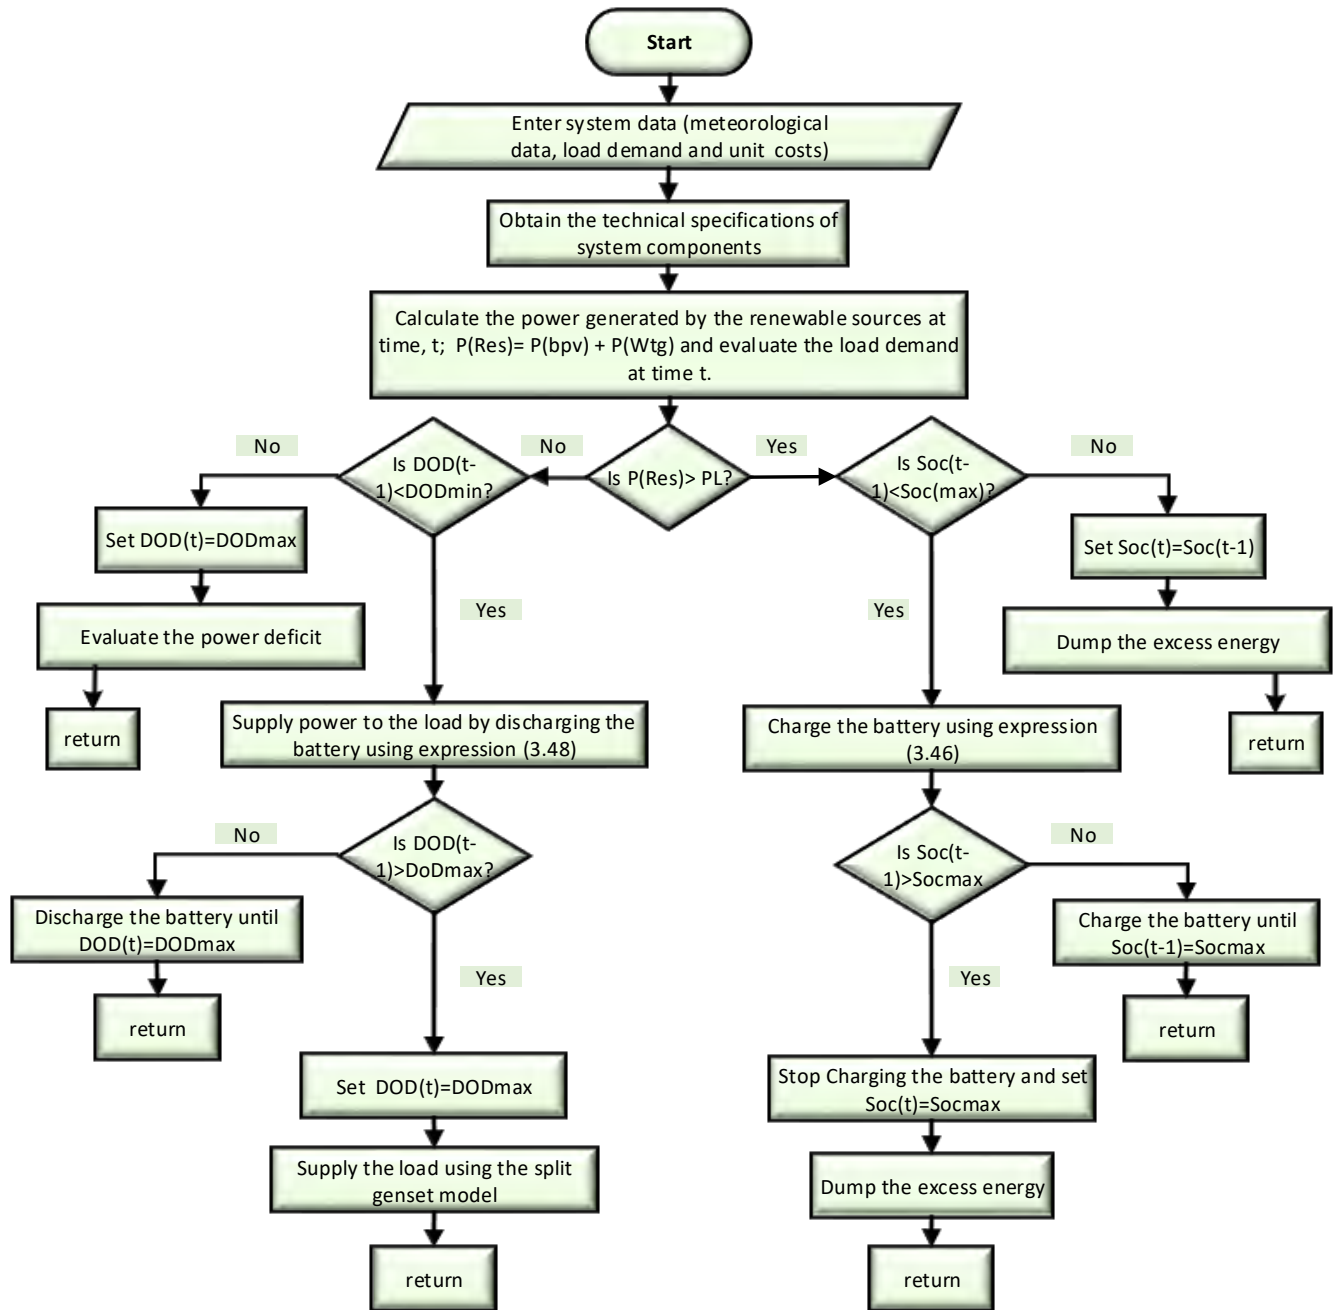 Start
Enter system data (meteorological
data, load demand and unit costs)
Obtain the technical specifications of
system components
Calculate the power generated by the renewable sources at
time, t; P(Res)= P(bpv) + P(Wtg) and evaluate the load demand
at time t.
No
Is DOD(t-
1)<DODmin?
No
Is P(Res)> PL?
Yes
Is Soc(t-
1)<Soc(max)?
No
Set DOD(t)=DODmax
Set Soc(t)=Soc(t-1)
Evaluate the power deficit
Yes
Yes
Dump the excess energy
return
Supply power to the load by discharging the
battery using expression (3.48)
Charge the battery using expression
(3.46)
return
No
Is DOD(t-
1)>DoDmax?
Is Soc(t-
1)>Socmax
No
Discharge the battery until
DOD(t)=DODmax
Charge the battery until
Soc(t-1)=Socmax
Yes
Yes
return
return
Set DOD(t)=DODmax
Stop Charging the battery and set
Soc(t)=Socmax
Supply the load using the split
genset model
Dump the excess energy
return
return